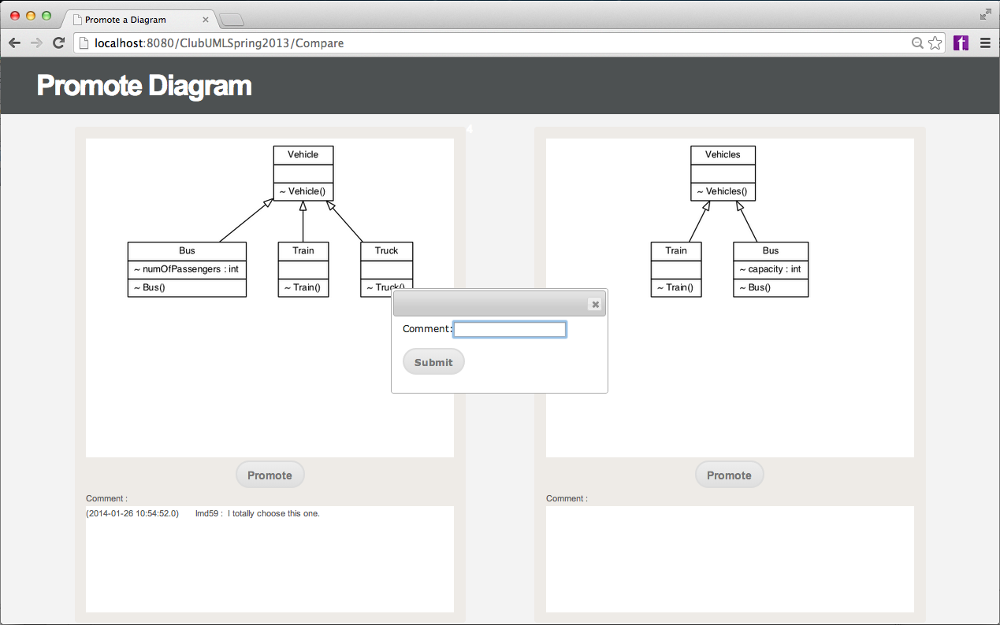 Promote a Diagram
localhost:8080/ClubUMLSpring2013/Compare
t
Promote Diagram
4
Vehicle
~ Vehicle()
Bus
~ numOfPassengers : int
~ Bus()
Train
~ Train()
Truck
~ Truck()
Vehicles
~ Vehicles()
Train
~ Train()
Bus
~ capacity : int
~ Bus()
Comment:
Submit
Promote
Comment :
(2014-01-26 10:54:52.0) lmd59 : I totally choose this one.
Promote
Comment :